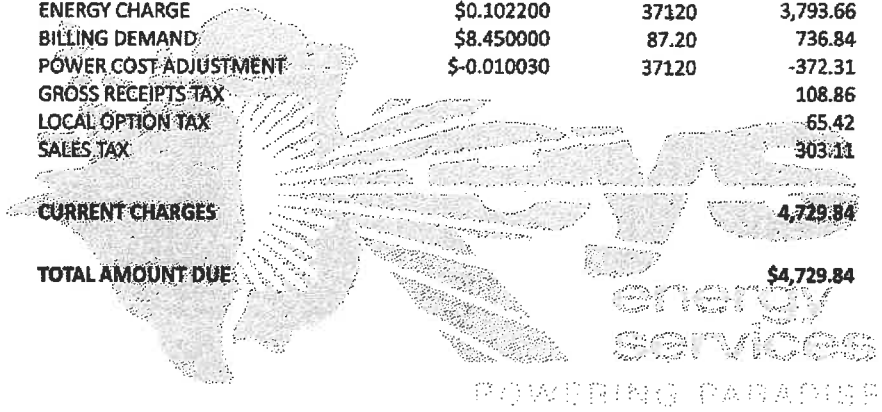 ENERGY CHARGE $0.102200 37120 3,793.66
BILLING DEMAND $8.450000 87.20 736.84
POWER COST ADJUSTMENT $-0.010030 37120 -372.31
GROSS RECEIPTS TAX 108.86
LOCAL OPTION TAX 65.42
SALES TAX 303.11
CURRENT CHARGES 4,729.84
TOTAL AMOUNT DUE $4,729.84
energy
services
POWERING PARADISE